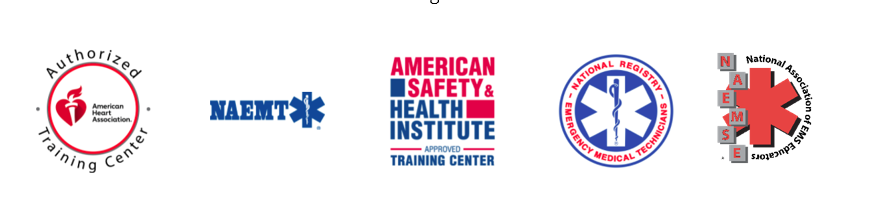 Authorized
American
Heart
Association.
Training Center
NAEMT
®
AMERICAN
SAFETY&
HEALTH
INSTITUTE
APPROVED
TRAINING CENTER
NATIONAL REGISTRY
EMERGENCY MEDICAL TECHNICIANS
NAEMSE
National Association of EMS Educators